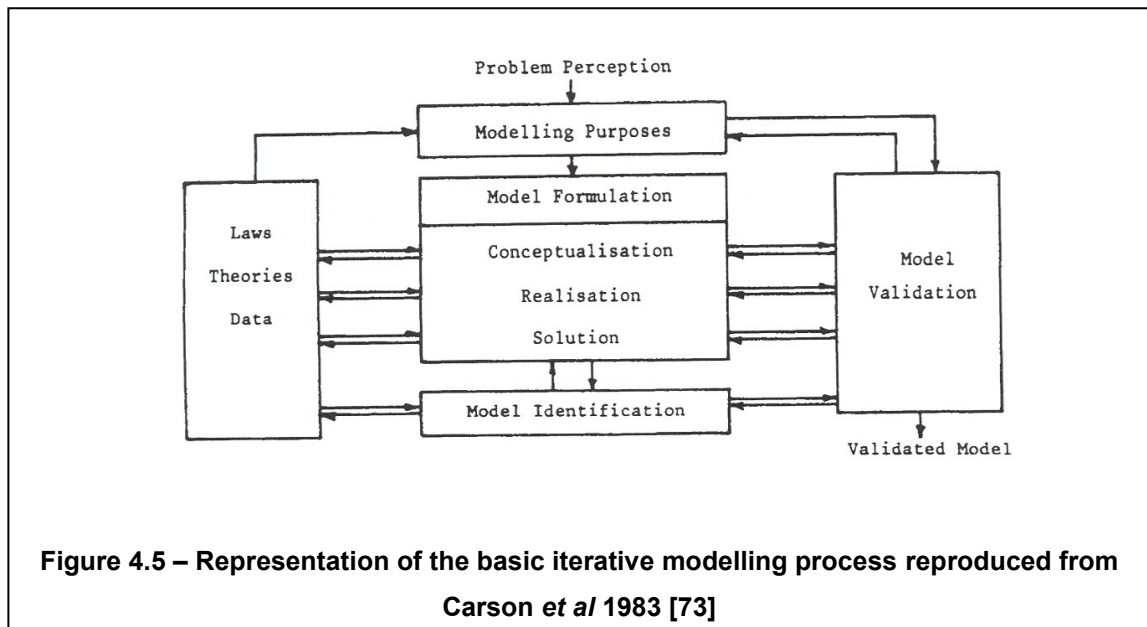 Problem Perception
Modelling Purposes
Model Formulation
Laws
Theories
Data
Conceptualisation
Realisation
Solution
Model
Validation
Model Identification
Validated Model
Figure 4.5 – Representation of the basic iterative modelling process reproduced from
Carson et al 1983 [73]